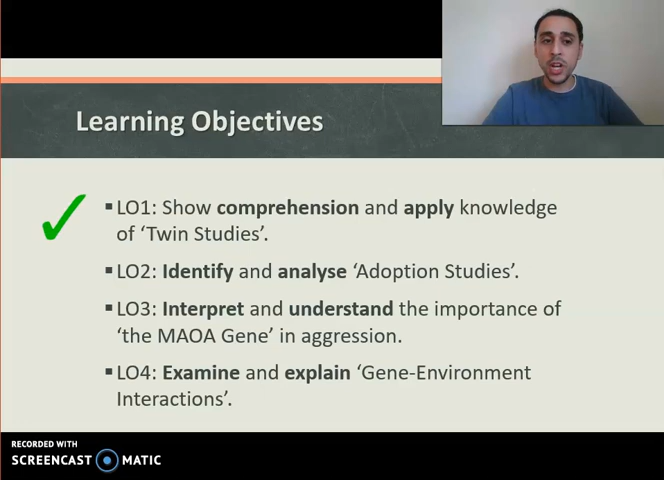 Learning Objectives
▪LO1: Show comprehension and apply knowledge
of ‘Twin Studies’.
▪LO2: Identify and analyse ‘Adoption Studies’.
▪LO3: Interpret and understand the importance of
‘the MAOA Gene’ in aggression.
▪LO4: Examine and explain ‘Gene-Environment
Interactions’.
RECORDED WITH
SCREENCAST MATIC